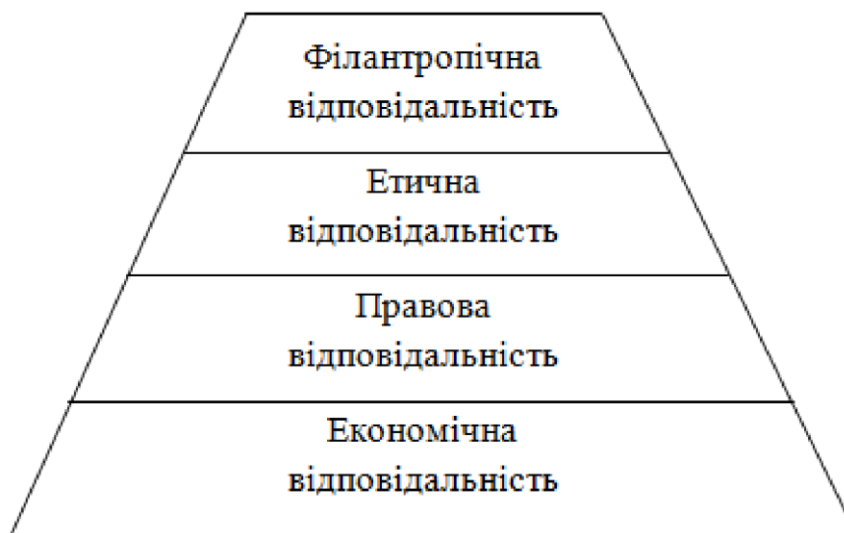 Філантропічна
відповідальність
Етична
відповідальність
Правова
відповідальність
Економічна
відповідальність